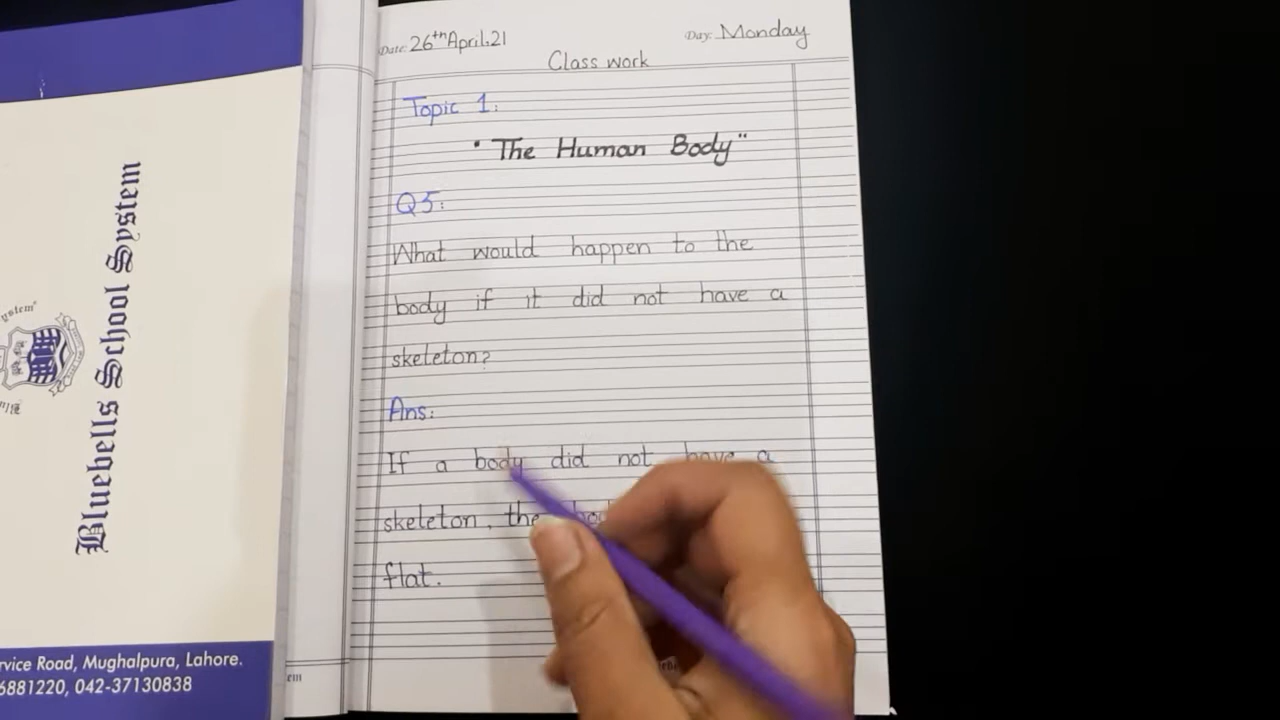 Date: 26th April.21
Day: Monday
Class work
Topic 1:
"The Human Body"
Q5:
What would happen to the
body if it did not have a
skeleton?
Ans:
If a body did not have a
skeleton, the
flat.
Bluebells School System
rvice Road, Mughalpura, Lahore.
6881220, 042-37130838